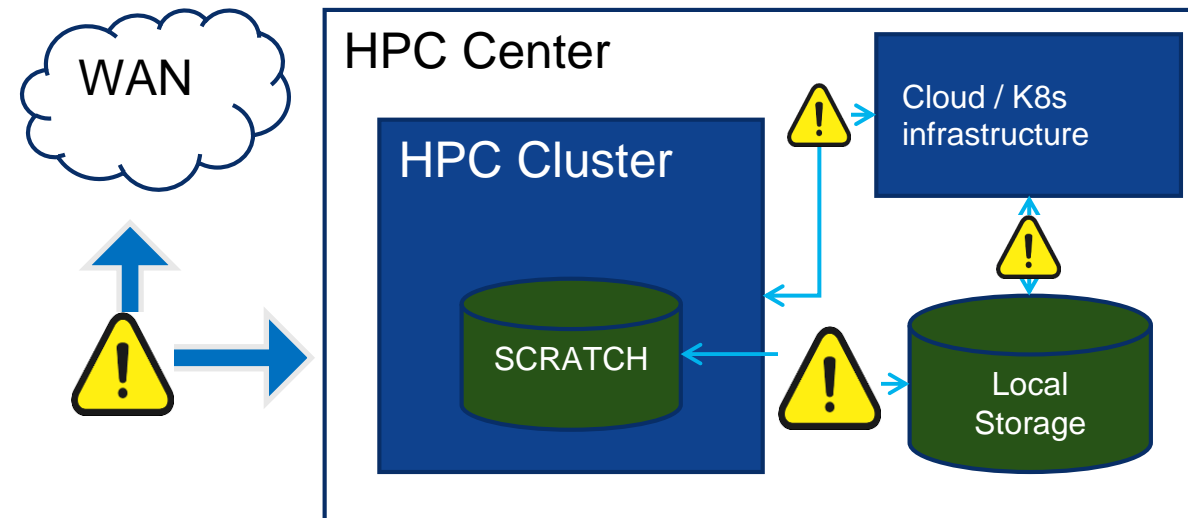 WAN
HPC Center
HPC Cluster
Cloud / K8s
infrastructure
SCRATCH
Local
Storage